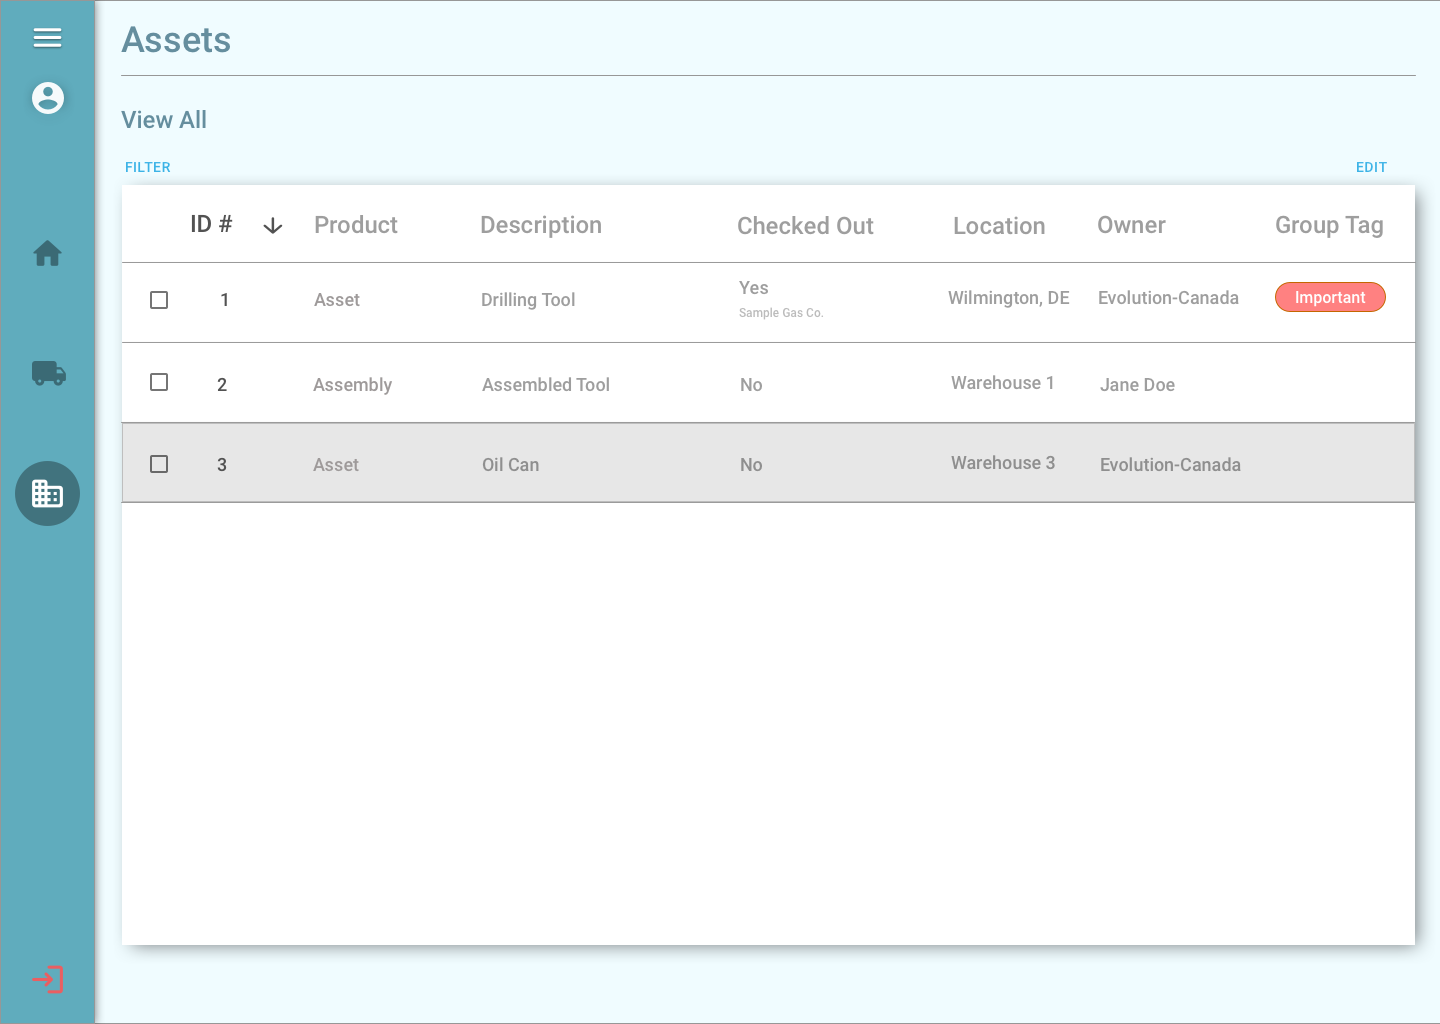 Assets
View All
FILTER EDIT
ID # Product Description Checked Out Location Owner Group Tag
1 Asset Drilling Tool Yes Wilmington, DE Evolution-Canada Important
Sample Gas Co.
2 Assembly Assembled Tool No Warehouse 1 Jane Doe
3 Asset Oil Can No Warehouse 3 Evolution-Canada